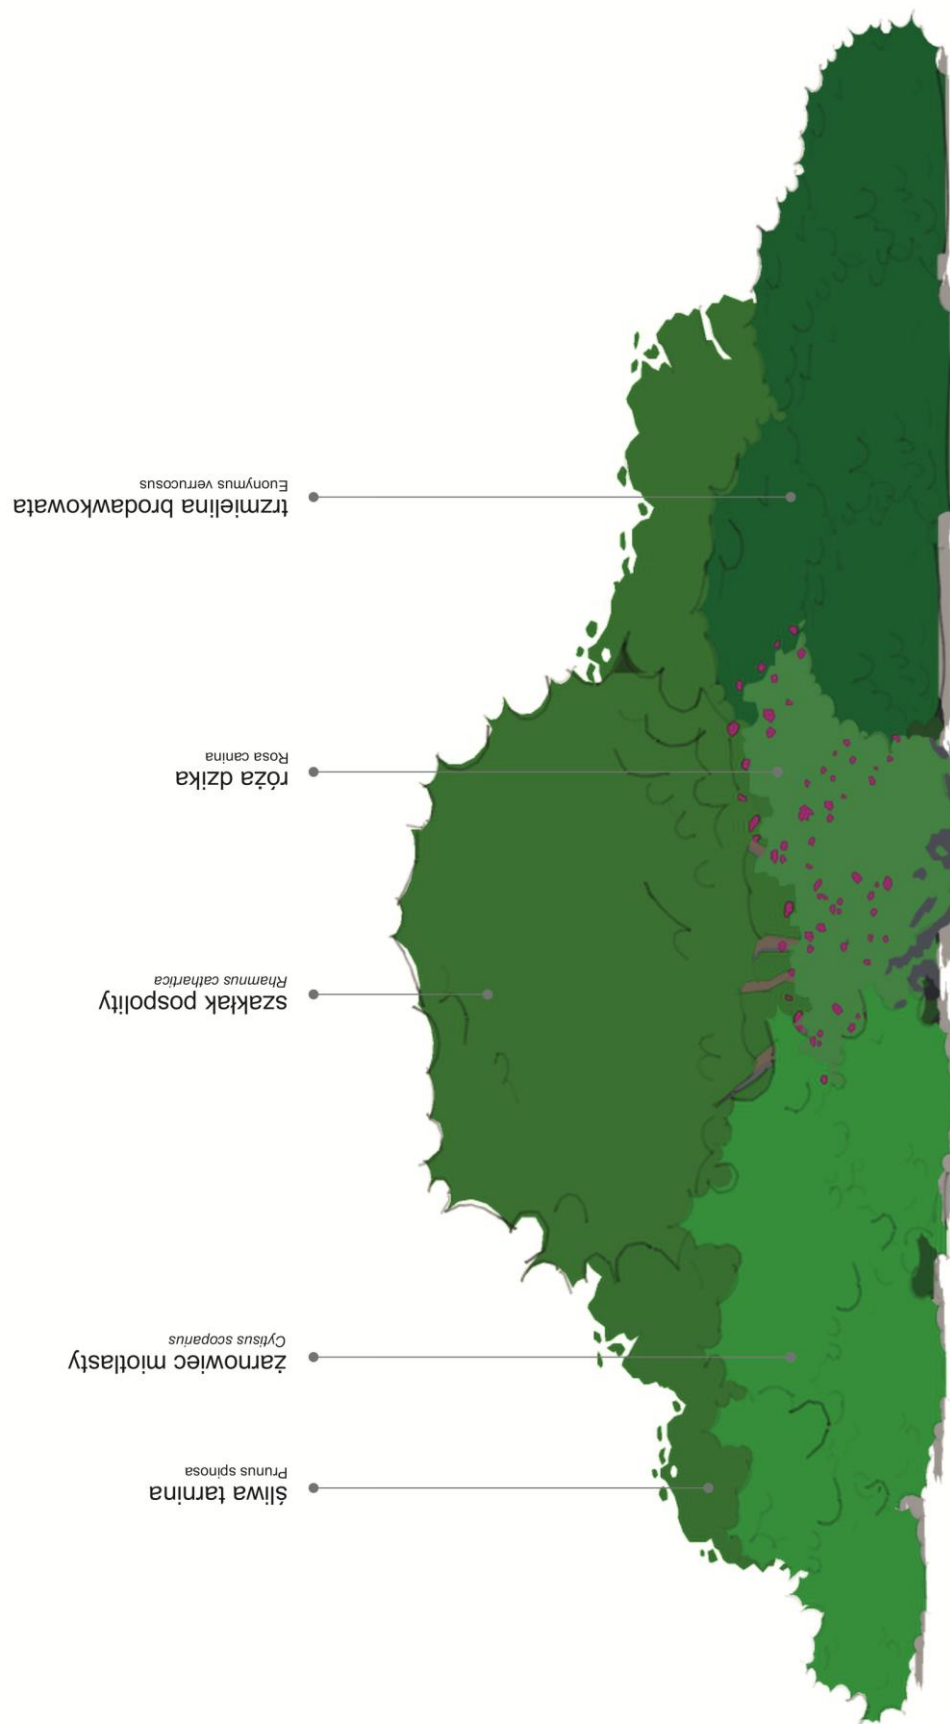 śliwa tarnina
Prunus spinosa
żarnowiec miotlasty
Cytisus scoparius
szakłak pospolity
Rhamnus cathartica
róża dzika
Rosa canina
trzmielina brodawkowata
Euonymus verrucosus